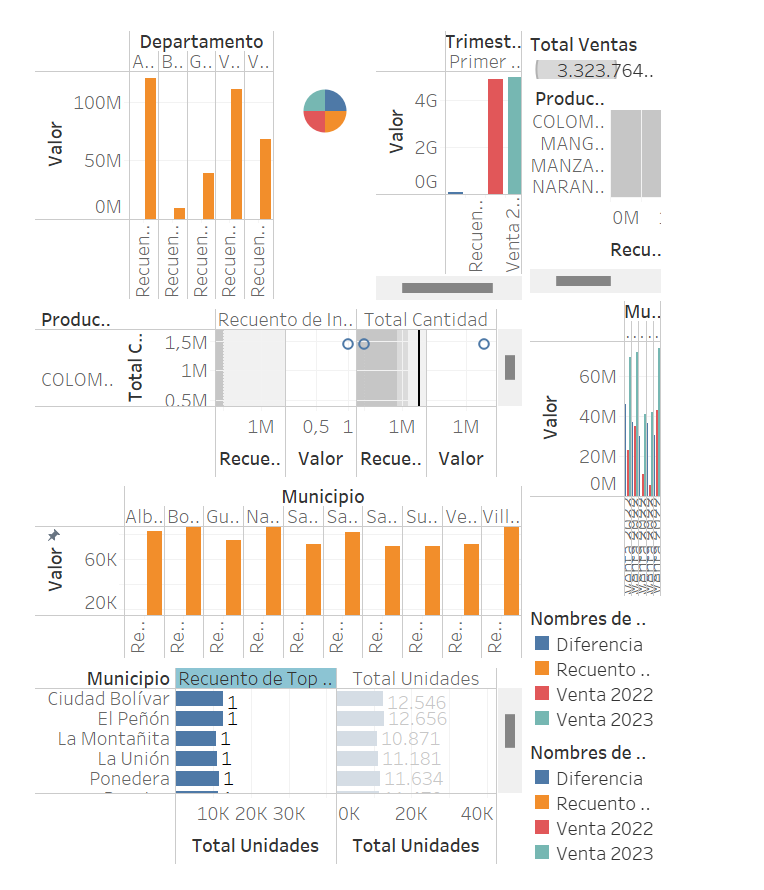 Departamento
A.. B.. G.. V.. V..
Valor
100M
50M
0M
Recuen.. Recuen.. Recuen.. Recuen.. Recuen..
Trimest..
Primer ..
Valor
4G
2G
0G
Recuen..
Venta 2..
Total Ventas
3.323.764..
Produc..
COLOM..
MANG..
MANZA..
NARAN..
0M
Recu..
Produc..
Recuento de In.. Total Cantidad
COLOM..
Total C..
1,5M
1M
0,5M
1M 0,5 1 1M 1M
Recue.. Valor Recue.. Valor
Mu..
Valor
60M
40M
20M
0M
Venta 2022
Municipio
Alb.. Bo.. Gu.. Na.. Sa.. Sa.. Sa.. Su.. Ve.. Vill..
Valor
60K
20K
Re.. Re.. Re.. Re.. Re.. Re.. Re.. Re.. Re.. Re..
Municipio Recuento de Top .. Total Unidades
Ciudad Bolívar 1 12.546
El Peñón 1 12.656
La Montañita 1 10.871
La Unión 1 11.181
Ponedera 1 11.634
10K 20K 30K 0K 20K 40K
Total Unidades Total Unidades
Nombres de ..
Diferencia
Recuento ..
Venta 2022
Venta 2023
Nombres de ..
Diferencia
Recuento ..
Venta 2022
Venta 2023